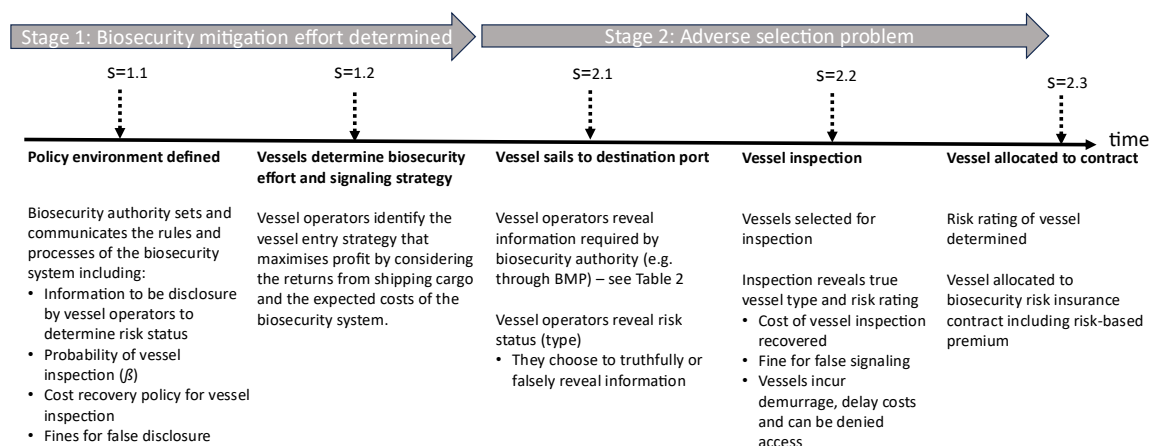 Stage 1: Biosecurity mitigation effort determined
Stage 2: Adverse selection problem
S=1.1
S=1.2
S=2.1
S=2.2
S=2.3
time
Policy environment defined
Biosecurity authority sets and
communicates the rules and
processes of the biosecurity
system including:
• Information to be disclosure
by vessel operators to
determine risk status
• Probability of vessel
inspection (ß)
• Cost recovery policy for vessel
inspection
• Fines for false disclosure
Vessels determine biosecurity
effort and signaling strategy
Vessel operators identify the
vessel entry strategy that
maximises profit by considering
the returns from shipping cargo
and the expected costs of the
biosecurity system.
Vessel sails to destination port
Vessel operators reveal
information required by
biosecurity authority (e.g.
through BMP) – see Table 2
Vessel operators reveal risk
status (type)
• They choose to truthfully or
falsely reveal information
Vessel inspection
Vessels selected for
inspection
Inspection reveals true
vessel type and risk rating
• Cost of vessel inspection
recovered
• Fine for false signaling
• Vessels incur
demurrage, delay costs
and can be denied
access
Vessel allocated to contract
Risk rating of vessel
determined
Vessel allocated to
biosecurity risk insurance
contract including risk-based
premium